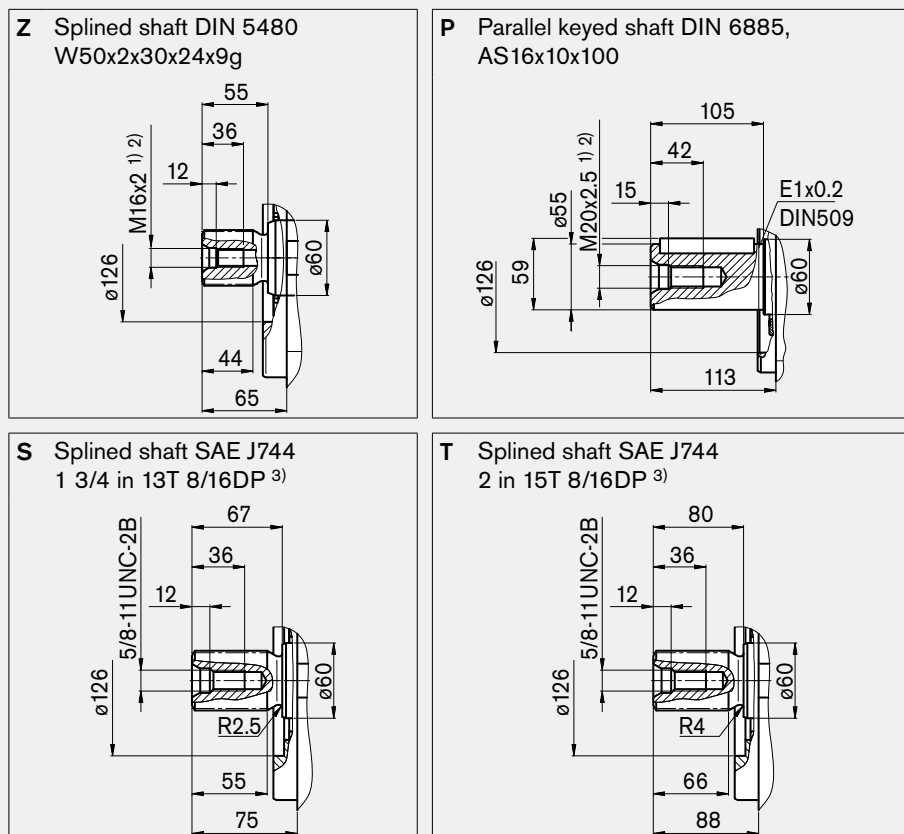 Z Splined shaft DIN 5480
W50x2x30x24x9g
55
36
12
M16x2 1) 2)
ø126
ø60
44
65
P Parallel keyed shaft DIN 6885,
AS16x10x100
105
42
15
M20x2.5 1) 2)
E1x0.2
DIN509
ø55
59
ø126
ø60
113
S Splined shaft SAE J744
1 3/4 in 13T 8/16DP 3)
67
36
12
5/8-11UNC-2B
ø126
ø60
R2.5
55
75
T Splined shaft SAE J744
2 in 15T 8/16DP 3)
80
36
12
5/8-11UNC-2B
ø126
ø60
R4
66
88